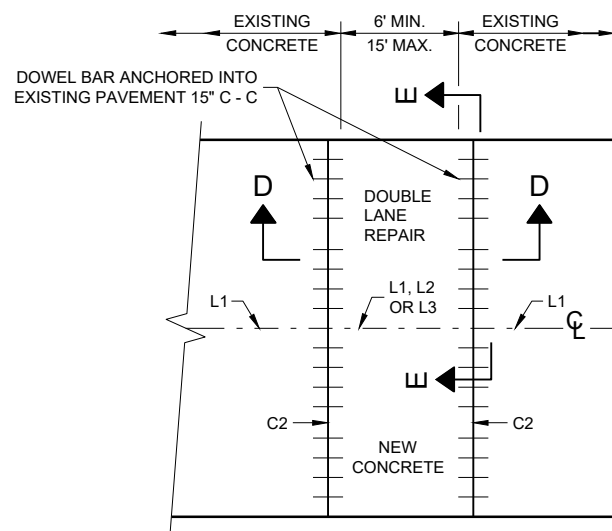 EXISTING
CONCRETE
6' MIN.
15' MAX.
EXISTING
CONCRETE
DOWEL BAR ANCHORED INTO
EXISTING PAVEMENT 15" C - C
E
D
DOUBLE
LANE
REPAIR
D
L1
L1, L2
OR L3
L1
℄
E
C2
C2
NEW
CONCRETE